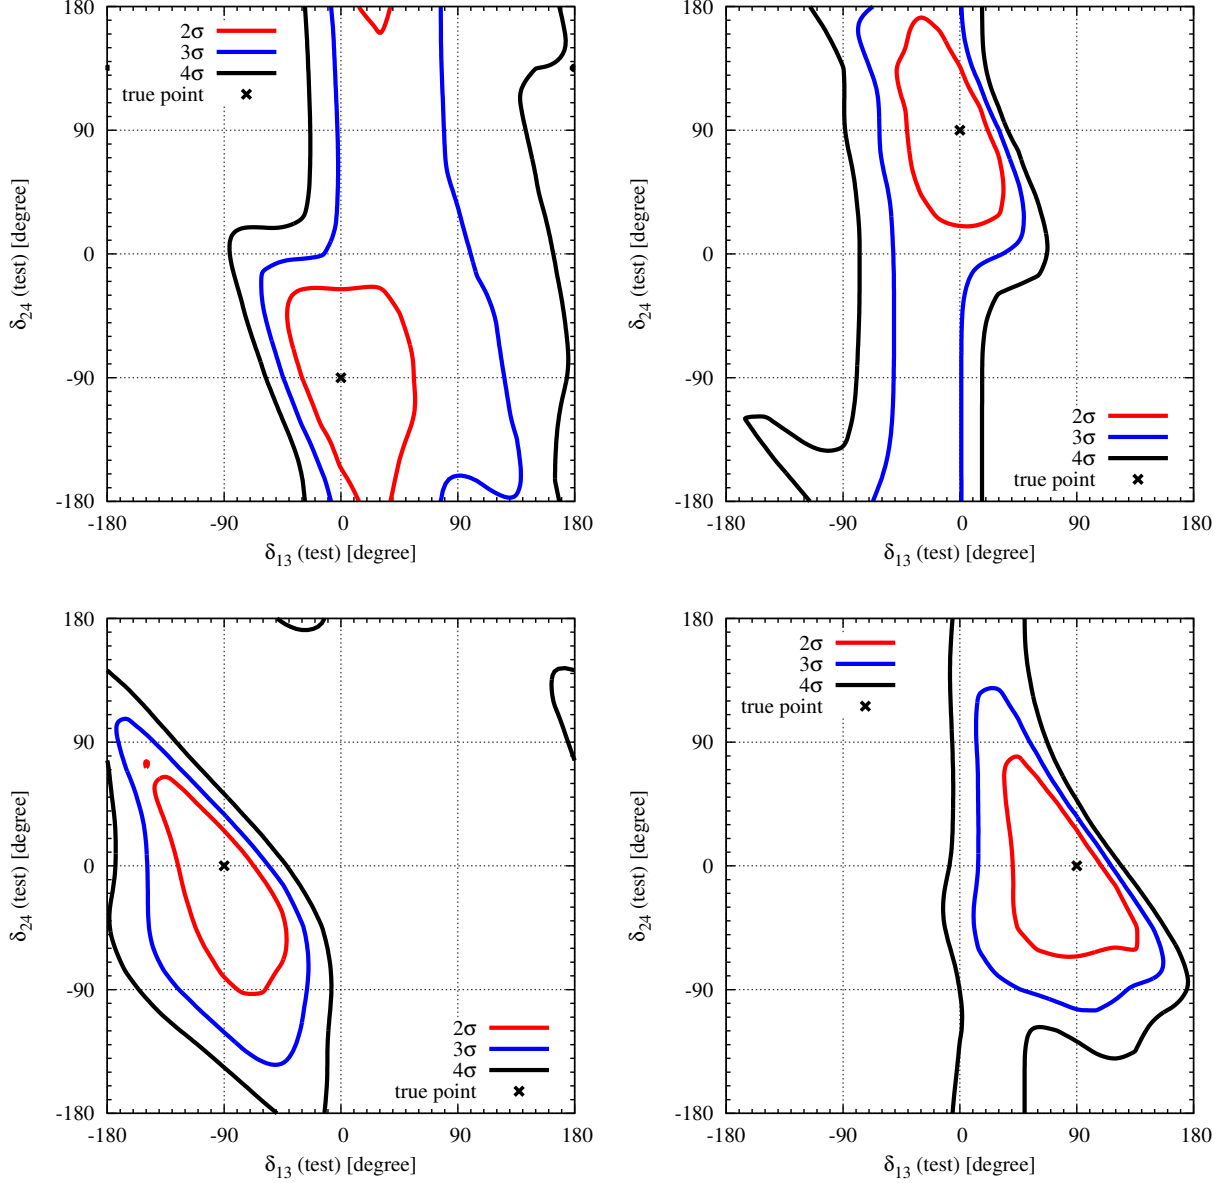 180
90
0
-90
-180
-180 -90 0 90 180
δ24 (test) [degree]
δ13 (test) [degree]
2σ
3σ
4σ
true point
180
90
0
-90
-180
-180 -90 0 90 180
δ24 (test) [degree]
δ13 (test) [degree]
2σ
3σ
4σ
true point
180
90
0
-90
-180
-180 -90 0 90 180
δ24 (test) [degree]
δ13 (test) [degree]
2σ
3σ
4σ
true point
180
90
0
-90
-180
-180 -90 0 90 180
δ24 (test) [degree]
δ13 (test) [degree]
2σ
3σ
4σ
true point